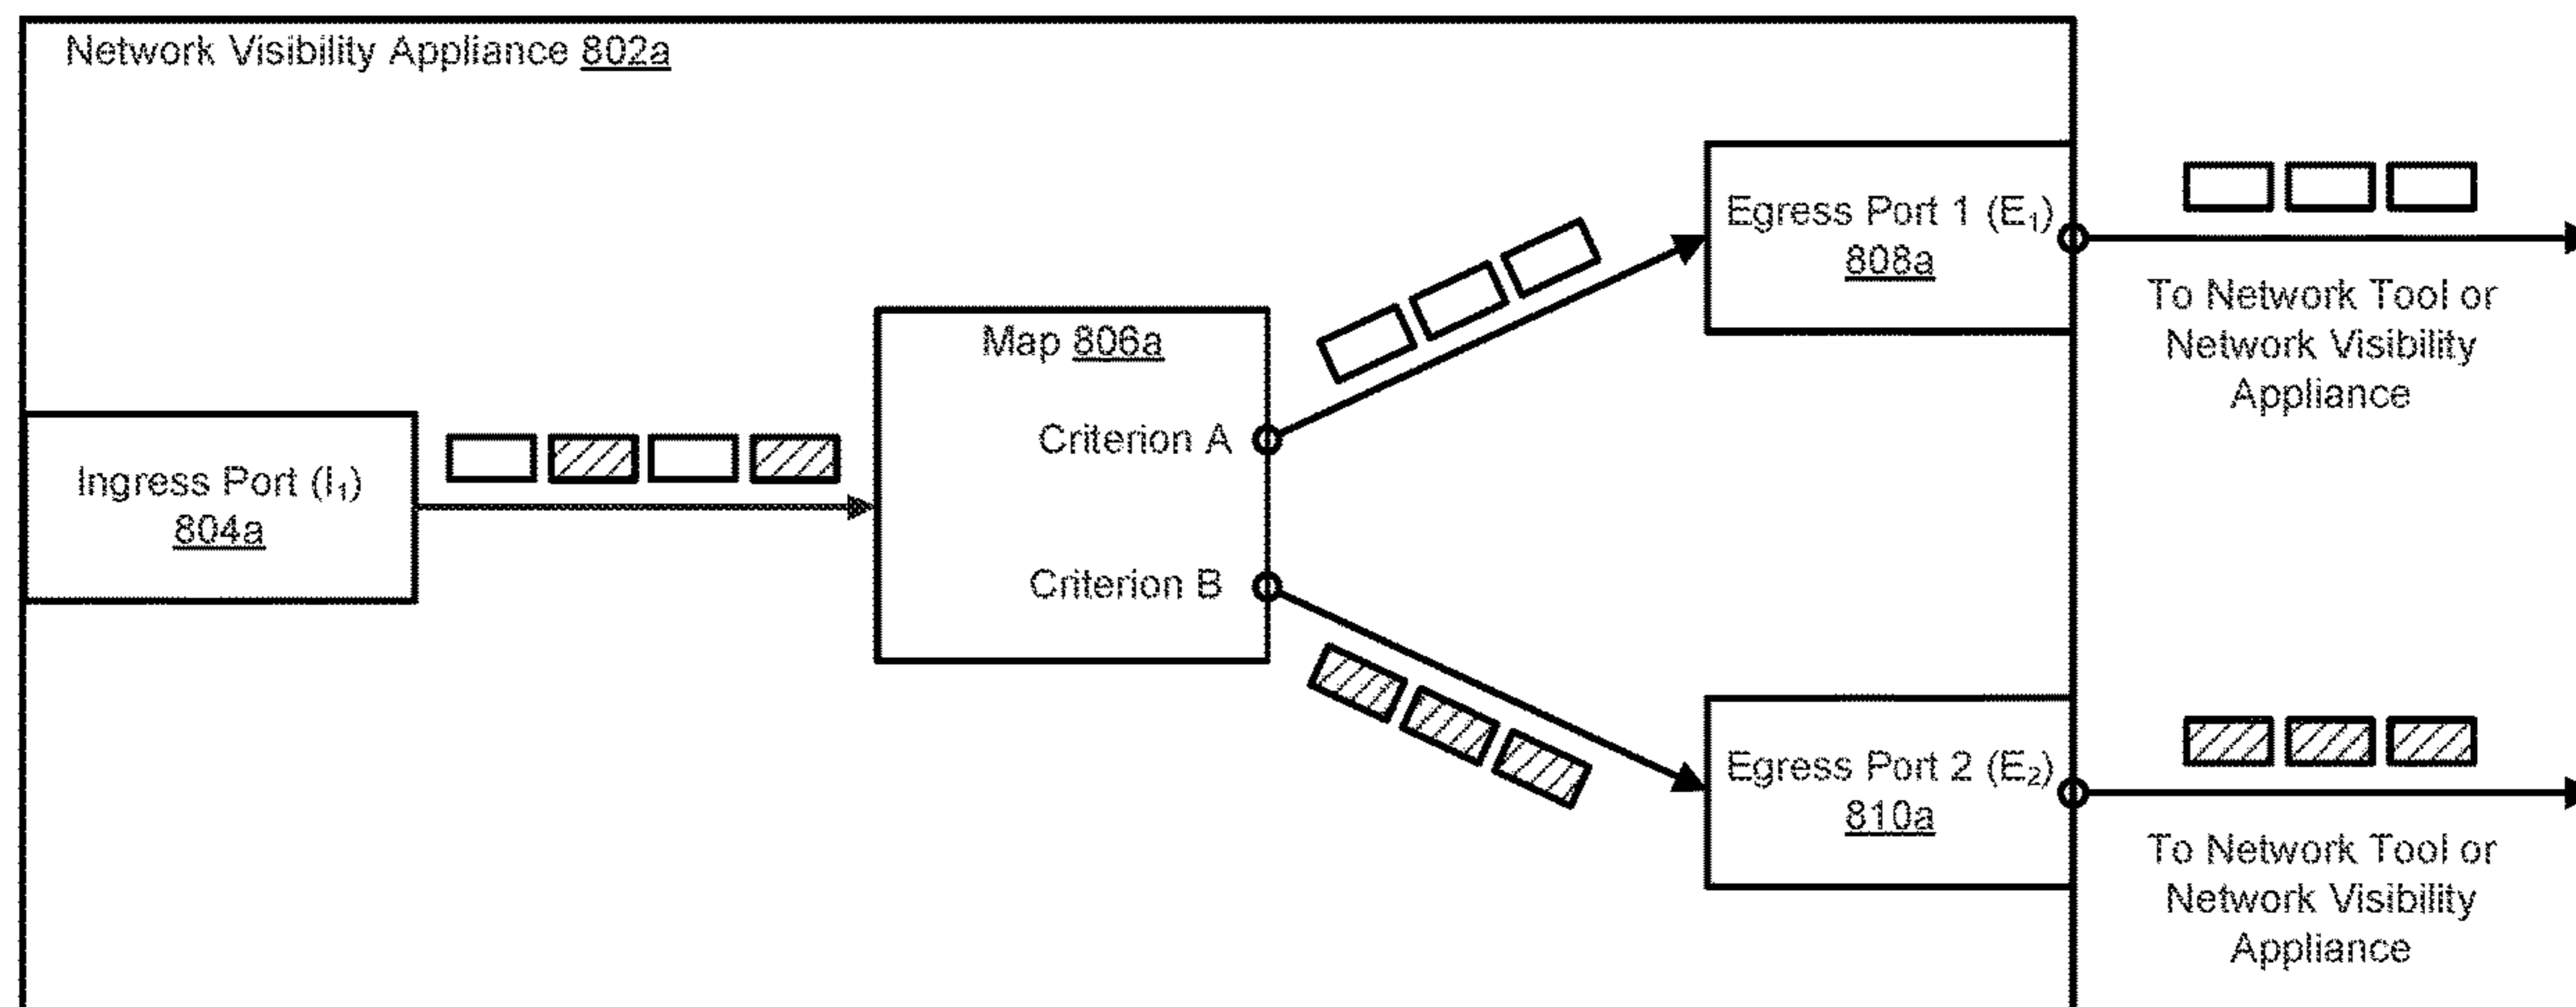 Network Visibility Appliance 802a
Ingress Port (I₁)
804a
Map 806a
Criterion A
Criterion B
Egress Port 1 (E₁)
808a
To Network Tool or
Network Visibility
Appliance
Egress Port 2 (E₂)
810a
To Network Tool or
Network Visibility
Appliance